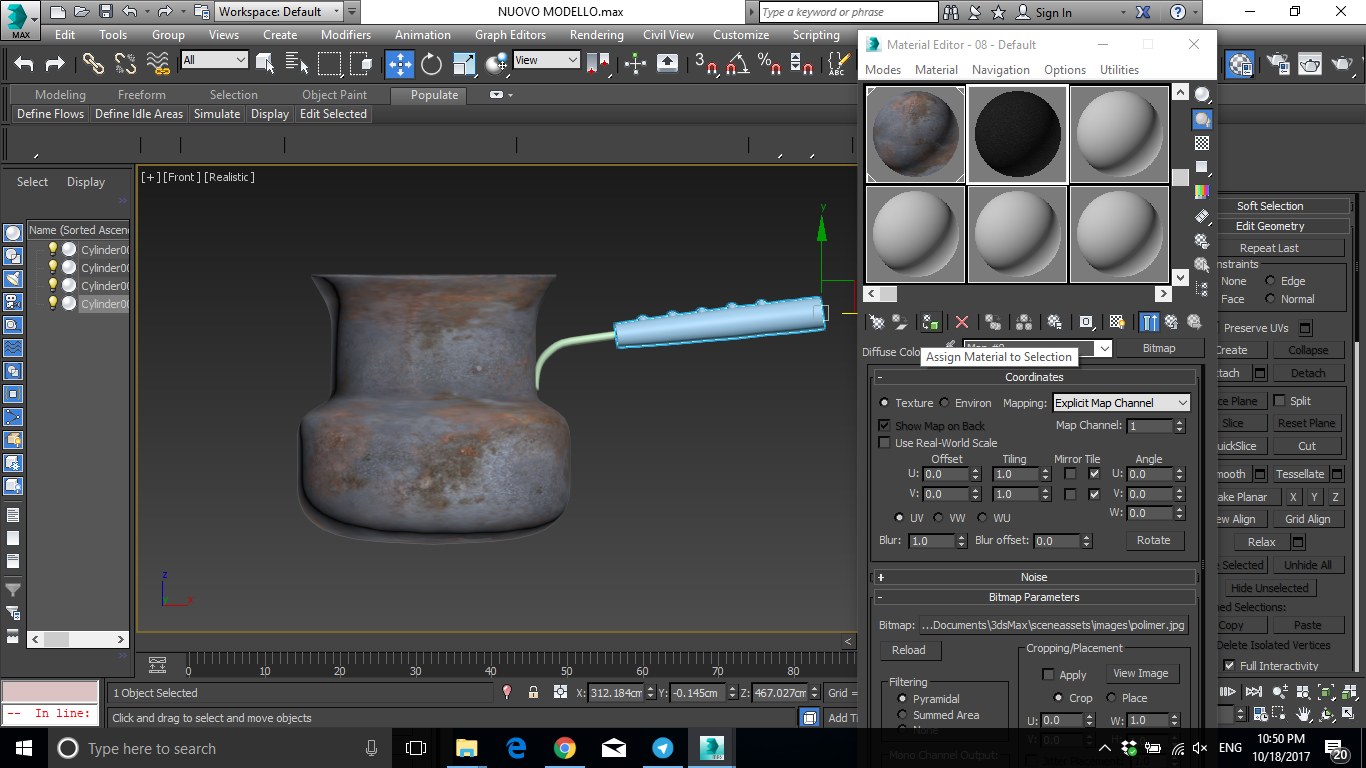 MAX
Workspace: Default
NUOVO MODELLO.max
Type a keyword or phrase
Sign In
Edit Tools Group Views Create Modifiers Animation Graph Editors Rendering Civil View Customize Scripting
All
View
Modeling Freeform Selection Object Paint Populate
Define Flows Define Idle Areas Simulate Display Edit Selected
Select Display
Name (Sorted Ascen
Cylinder00
Cylinder00
Cylinder00
Cylinder00
[+] [Front] [Realistic]
y
z
x
Material Editor - 08 - Default
Modes Material Navigation Options Utilities
Diffuse Colo
Bitmap
Assign Material to Selection
- Coordinates
Texture Environ Mapping: Explicit Map Channel
Show Map on Back Map Channel: 1
Use Real-World Scale
Offset Tiling Mirror Tile Angle
U: 0.0 1.0 U: 0.0
V: 0.0 1.0 V: 0.0
W: 0.0
UV VW WU
Blur: 1.0 Blur offset: 0.0 Rotate
+ Noise
- Bitmap Parameters
Bitmap: ...Documents\3dsMax\sceneassets\images\polimer.jpg
Reload
Cropping/Placement
Apply View Image
Filtering
Pyramidal
Crop Place
Summed Area
U: 0.0 W: 1.0
None
V: 0.0
Mono Channel Output:
Soft Selection
Edit Geometry
Repeat Last
nstraints
None Edge
Face Normal
Preserve UVs
Create Collapse
tach Detach
ce Plane Split
Slice Reset Plane
uickSlice Cut
mooth Tessellate
ake Planar X Y Z
ew Align Grid Align
Relax
e Selected Unhide All
Hide Unselected
ned Selections:
Copy Paste
Delete Isolated Vertices
Full Interactivity
0 10 20 30 40 50 60 70 80
1 Object Selected
X: 312.184cm Y: -0.145cm Z: 467.027cm Grid =
-- In line:
Click and drag to select and move objects
Add Ti
Type here to search
ENG
10:50 PM
10/18/2017
20